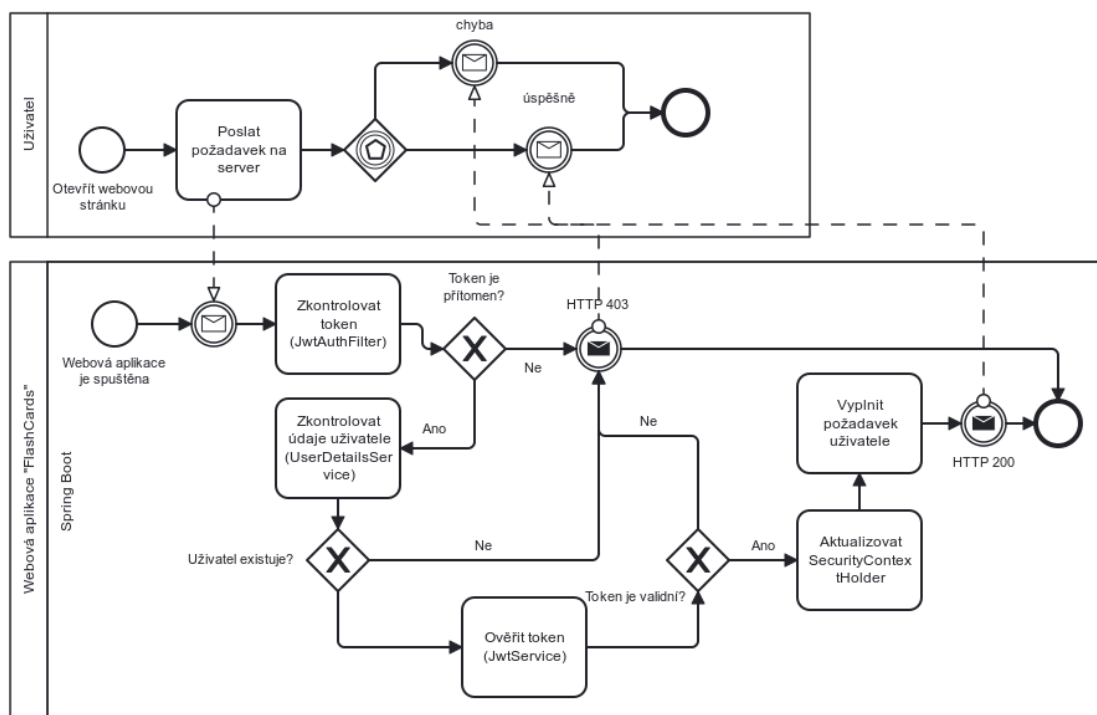 Uživatel
chyba
úspěšně
Poslat
požadavek na
server
Otevřít webovou
stránku
Webová aplikace "FlashCards"
Spring Boot
Token je
přítomen?
HTTP 403
Zkontrolovat
token
(JwtAuthFilter)
Webová aplikace
je spuštěna
Ne
Ano
Zkontrolovat
údaje uživatele
(UserDetailsSer
vice)
Ne
Vyplnit
požadavek
uživatele
HTTP 200
Uživatel existuje?
Ne
Ano
Aktualizovat
SecurityContex
tHolder
Token je validní?
Ověřit token
(JwtService)